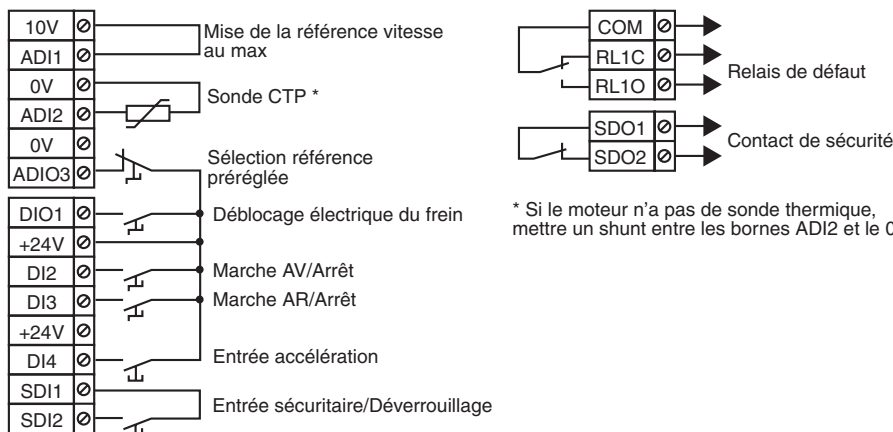 10V
Mise de la référence vitesse
au max
ADI1
0V
Sonde CTP *
ADI2
0V
Sélection référence
préréglée
ADIO3
DIO1
Déblocage électrique du frein
+24V
DI2
Marche AV/Arrêt
DI3
Marche AR/Arrêt
+24V
DI4
Entrée accélération
SDI1
Entrée sécuritaire/Déverrouillage
SDI2
COM
RL1C
Relais de défaut
RL1O
SDO1
Contact de sécurité
SDO2
* Si le moteur n'a pas de sonde thermique,
mettre un shunt entre les bornes ADI2 et le 0